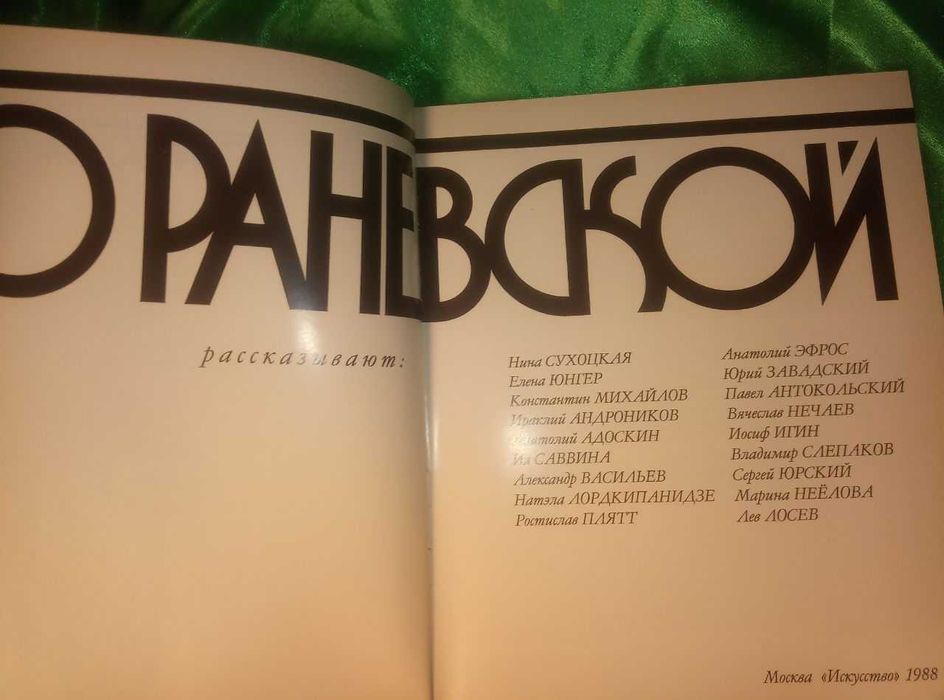 О РАНЕВСКОЙ
рассказывают:
Нина СУХОЦКАЯ
Елена ЮНГЕР
Константин МИХАЙЛОВ
Ираклий АНДРОНИКОВ
Анатолий АДОСКИН
Ия САВВИНА
Александр ВАСИЛЬЕВ
Натэла ЛОРДКИПАНИДЗЕ
Ростислав ПЛЯТТ
Анатолий ЭФРОС
Юрий ЗАВАДСКИЙ
Павел АНТОКОЛЬСКИЙ
Вячеслав НЕЧАЕВ
Иосиф ИГИН
Владимир СЛЕПАКОВ
Сергей ЮРСКИЙ
Марина НЕЁЛОВА
Лев ЛОСЕВ
Москва «Искусство» 1988